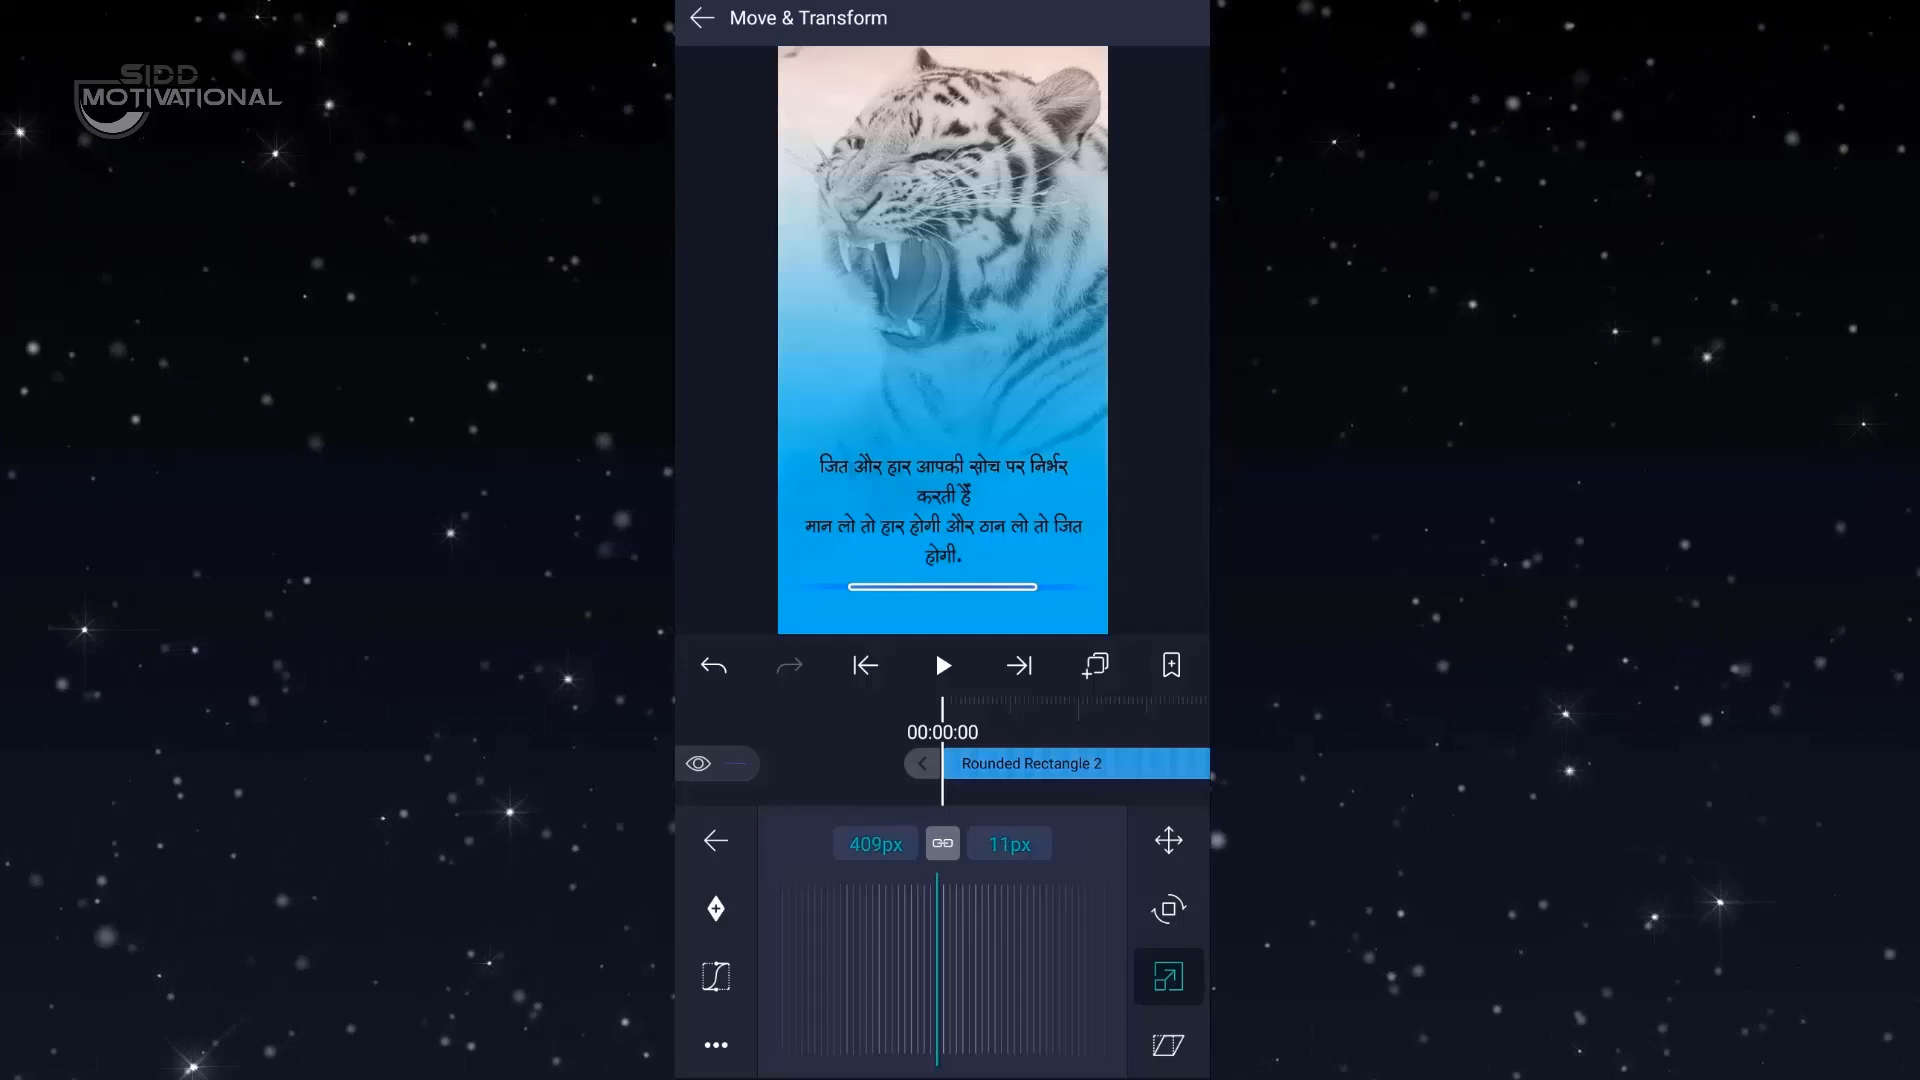 Move & Transform
SIDD
MOTIVATIONAL
जित और हार आपकी सोच पर निर्भर
करती हैं
मान लो तो हार होगी और ठान लो तो जित
होगी.
00:00:00
Rounded Rectangle 2
409px
11px